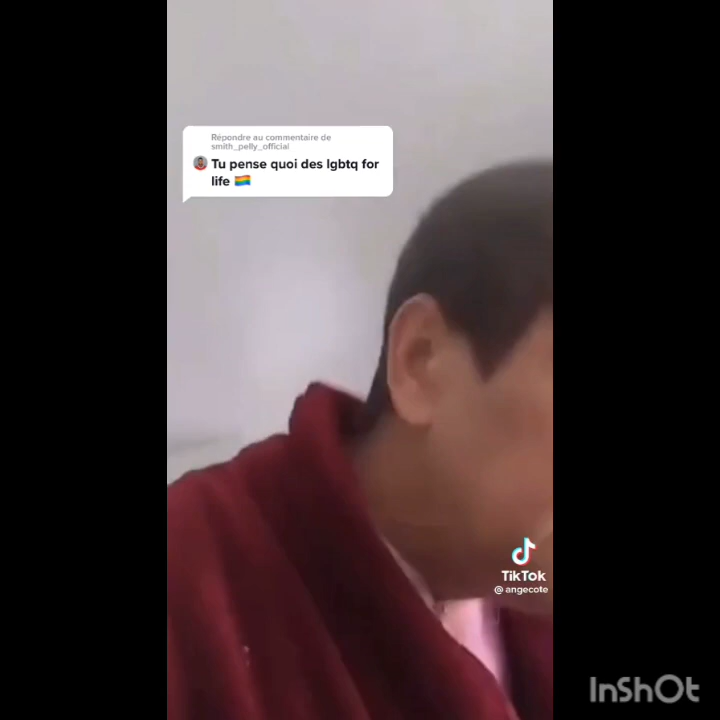 Répondre au commentaire de
smith_pelly_official
Tu pense quoi des lgbtq for
life 🏳️‍🌈
TikTok
@ angecote
InShOt